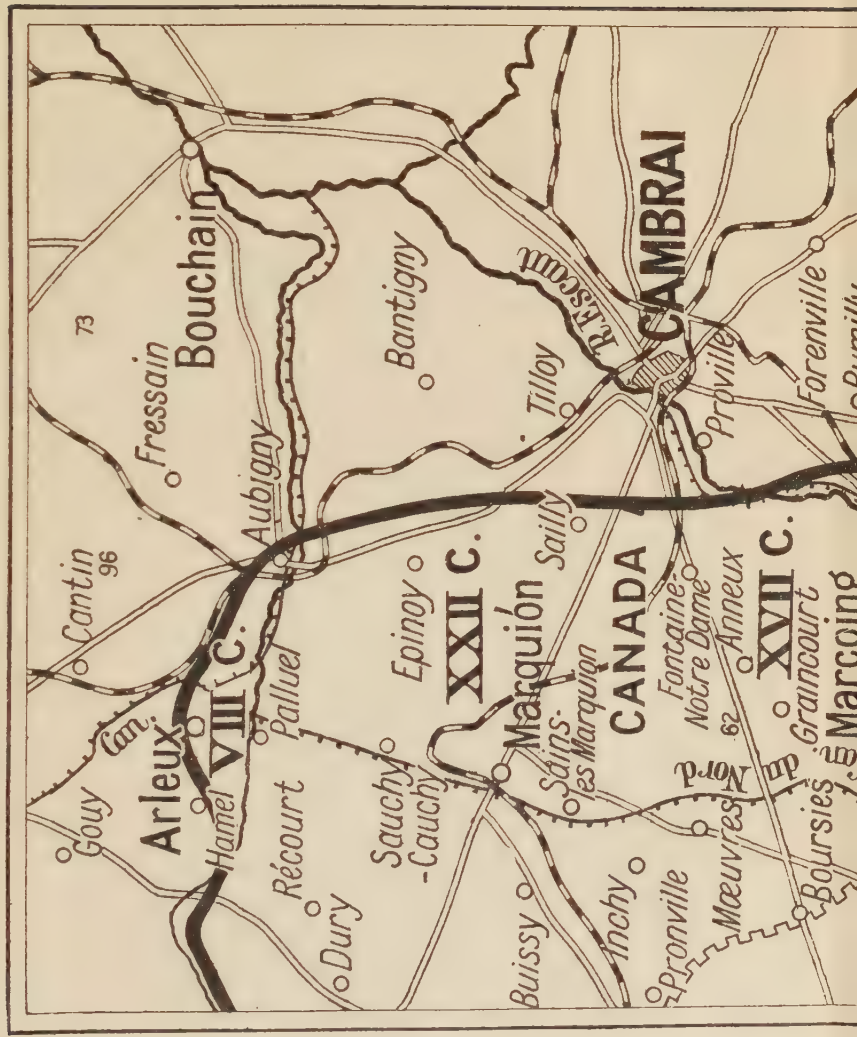 Gouy
Cantin
96
Fressain
73
Bouchain
Can.
Arleux
Hamel
VIII C.
Palluel
Aubigny
Récourt
Dury
Sauchy
-Cauchy
Epinoy
XXII C.
Bantigny
R. Escaut
Tilloy
Sailly
Marquion
Buissy
Sains-
les Marquion
CANADA
CAMBRAI
Inchy
Pronville
Mœuvres
du Nord
Fontaine-
Notre Dame
62
Anneux
Proville
XVII C.
Graincourt
Boursies
Marcoing
Forenville
Rumilly